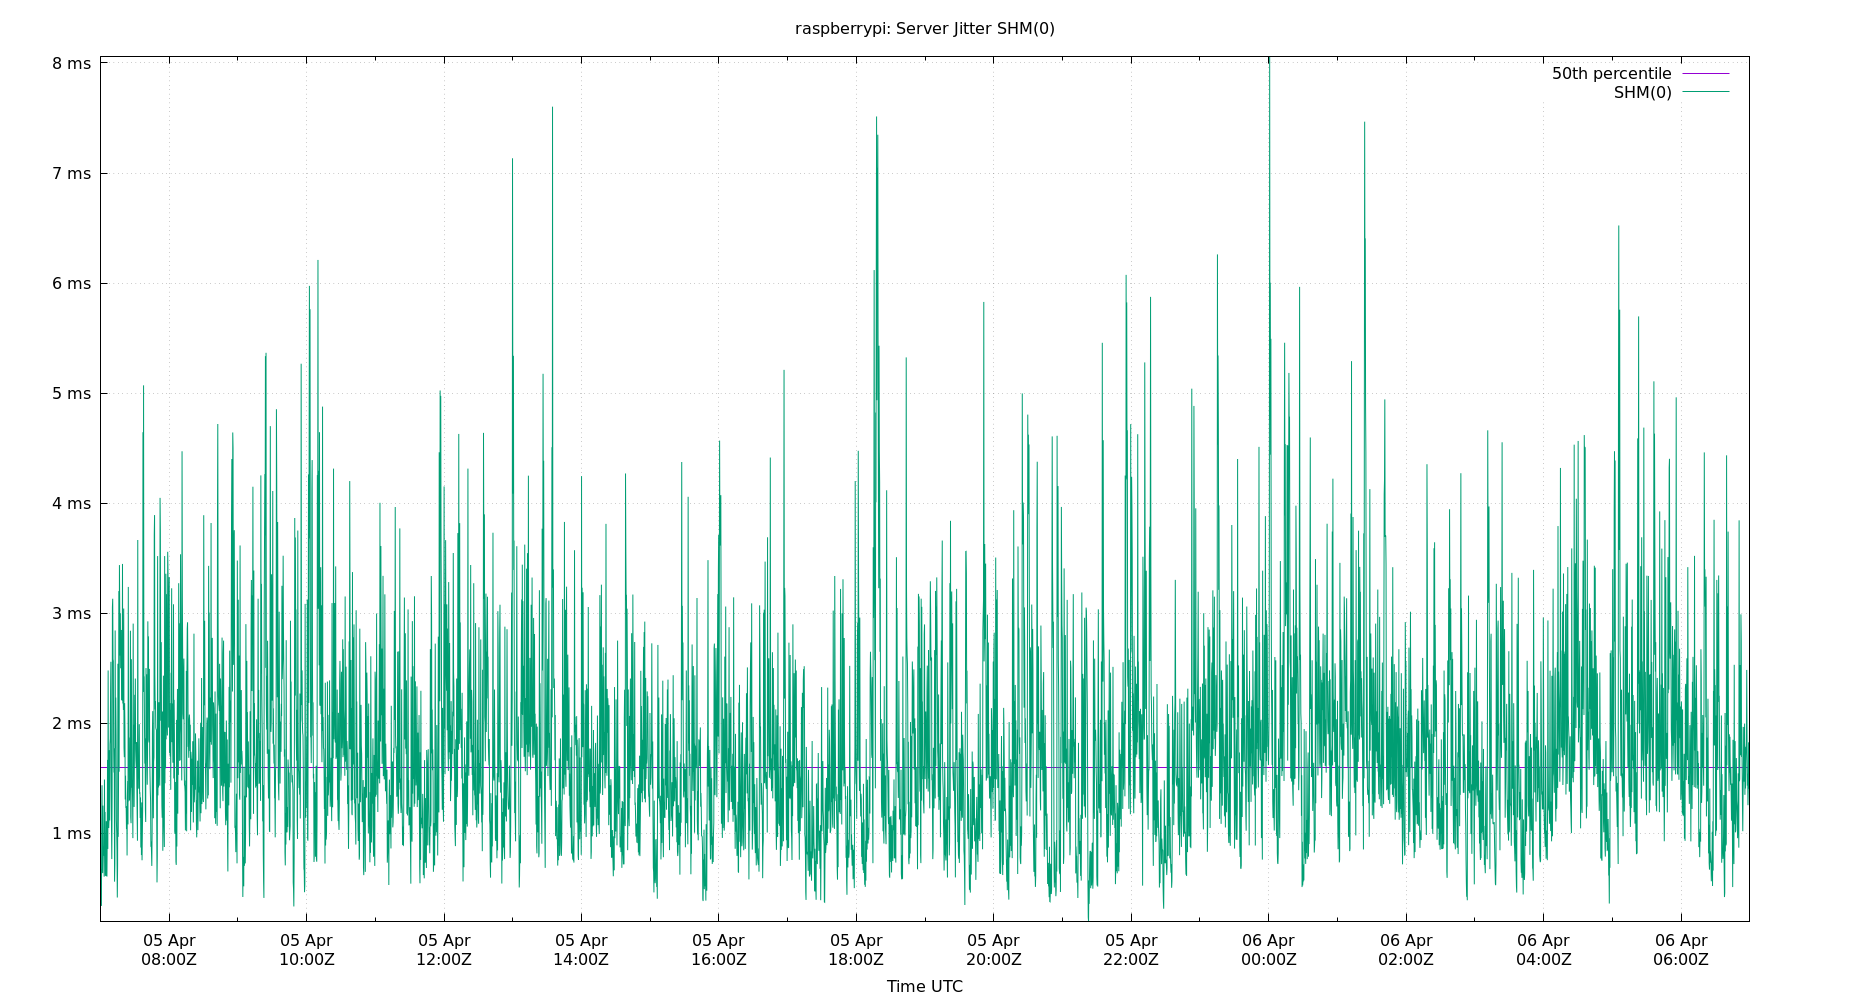 raspberrypi: Server Jitter SHM(0)
50th percentile
SHM(0)
8 ms
7 ms
6 ms
5 ms
4 ms
3 ms
2 ms
1 ms
05 Apr 05 Apr 05 Apr 05 Apr 05 Apr 05 Apr 05 Apr 05 Apr 06 Apr 06 Apr 06 Apr 06 Apr
08:00Z 10:00Z 12:00Z 14:00Z 16:00Z 18:00Z 20:00Z 22:00Z 00:00Z 02:00Z 04:00Z 06:00Z
Time UTC